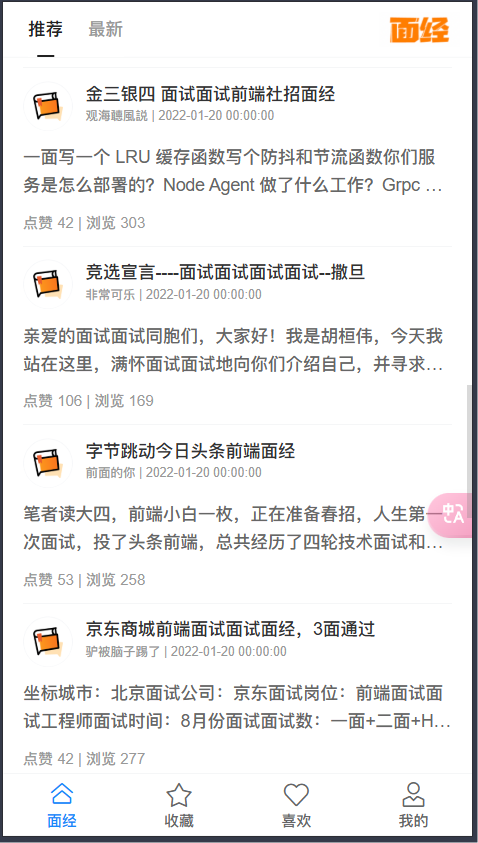 推荐 最新 面经
金三银四 面试面试前端社招面经
观海聽風説 | 2022-01-20 00:00:00
一面写一个 LRU 缓存函数写个防抖和节流函数你们服
务是怎么部署的？Node Agent 做了什么工作？Grpc …
点赞 42 | 浏览 303
竞选宣言----面试面试面试面试--撒旦
非常可乐 | 2022-01-20 00:00:00
亲爱的面试面试同胞们，大家好！我是胡桓伟，今天我
站在这里，满怀面试面试地向你们介绍自己，并寻求…
点赞 106 | 浏览 169
字节跳动今日头条前端面经
前面的你 | 2022-01-20 00:00:00
笔者读大四，前端小白一枚，正在准备春招，人生第一
次面试，投了头条前端，总共经历了四轮技术面试和…
中A
点赞 53 | 浏览 258
京东商城前端面试面试面经，3面通过
驴被脑子踢了 | 2022-01-20 00:00:00
坐标城市：北京面试公司：京东面试岗位：前端面试面
试工程师面试时间：8月份面试面试数：一面+二面+H…
点赞 42 | 浏览 277
面经 收藏 喜欢 我的